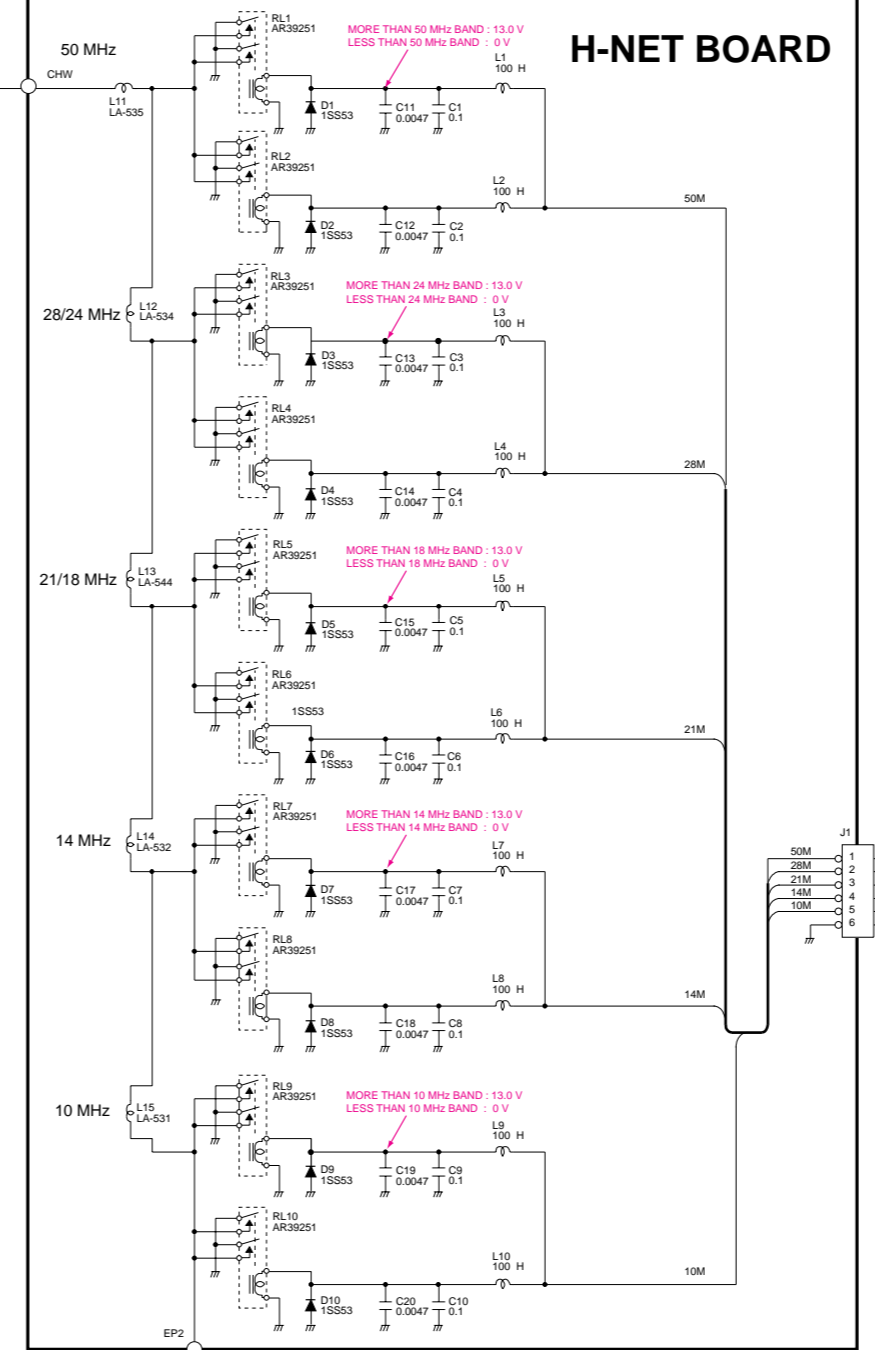 H-NET BOARD
50 MHz
CHW
L11
LA-535
RL1
AR39251
MORE THAN 50 MHz BAND : 13.0 V
LESS THAN 50 MHz BAND : 0 V
L1
100 H
D1
1SS53
C11
0.0047
C1
0.1
RL2
AR39251
L2
100 H
50M
D2
1SS53
C12
0.0047
C2
0.1
28/24 MHz
L12
LA-534
RL3
AR39251
MORE THAN 24 MHz BAND : 13.0 V
LESS THAN 24 MHz BAND : 0 V
L3
100 H
D3
1SS53
C13
0.0047
C3
0.1
RL4
AR39251
L4
100 H
28M
D4
1SS53
C14
0.0047
C4
0.1
21/18 MHz
L13
LA-544
RL5
AR39251
MORE THAN 18 MHz BAND : 13.0 V
LESS THAN 18 MHz BAND : 0 V
L5
100 H
D5
1SS53
C15
0.0047
C5
0.1
RL6
AR39251
1SS53
L6
100 H
21M
D6
1SS53
C16
0.0047
C6
0.1
14 MHz
L14
LA-532
RL7
AR39251
MORE THAN 14 MHz BAND : 13.0 V
LESS THAN 14 MHz BAND : 0 V
L7
100 H
D7
1SS53
C17
0.0047
C7
0.1
J1
50M 1
28M 2
21M 3
14M 4
10M 5
6
RL8
AR39251
L8
100 H
14M
D8
1SS53
C18
0.0047
C8
0.1
10 MHz
L15
LA-531
RL9
AR39251
MORE THAN 10 MHz BAND : 13.0 V
LESS THAN 10 MHz BAND : 0 V
L9
100 H
D9
1SS53
C19
0.0047
C9
0.1
RL10
AR39251
L10
100 H
10M
D10
1SS53
C20
0.0047
C10
0.1
EP2